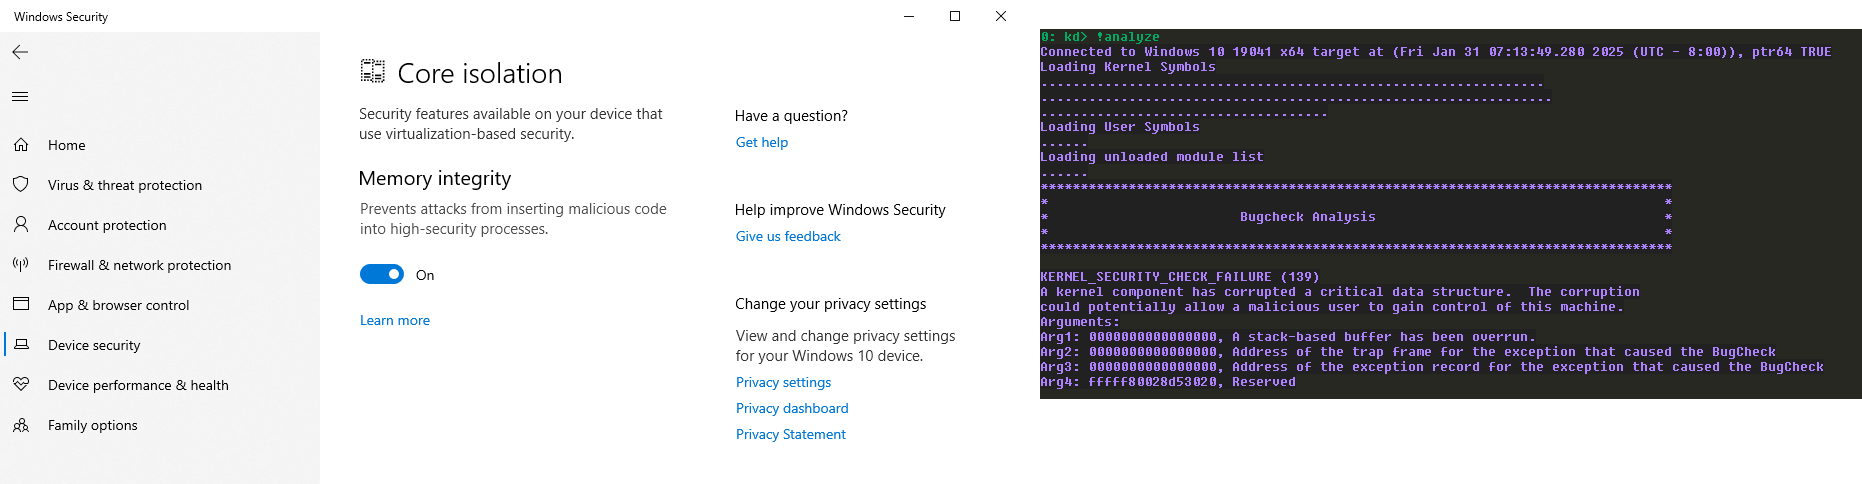 Windows Security
Home
Virus & threat protection
Account protection
Firewall & network protection
App & browser control
Device security
Device performance & health
Family options
Core isolation
Security features available on your device that
use virtualization-based security.
Memory integrity
Prevents attacks from inserting malicious code
into high-security processes.
On
Learn more
Have a question?
Get help
Help improve Windows Security
Give us feedback
Change your privacy settings
View and change privacy settings
for your Windows 10 device.
Privacy settings
Privacy dashboard
Privacy Statement
0: kd> !analyze
Connected to Windows 10 19041 x64 target at (Fri Jan 31 07:13:49.280 2025 (UTC - 8:00)), ptr64 TRUE
Loading Kernel Symbols
...............................................................
................................................................
....................................
Loading User Symbols
......
Loading unloaded module list
......
*******************************************************************************
*                                                                             *
*                        Bugcheck Analysis                                    *
*                                                                             *
*******************************************************************************
KERNEL_SECURITY_CHECK_FAILURE (139)
A kernel component has corrupted a critical data structure.  The corruption
could potentially allow a malicious user to gain control of this machine.
Arguments:
Arg1: 0000000000000000, A stack-based buffer has been overrun.
Arg2: 0000000000000000, Address of the trap frame for the exception that caused the BugCheck
Arg3: 0000000000000000, Address of the exception record for the exception that caused the BugCheck
Arg4: fffff80028d53020, Reserved